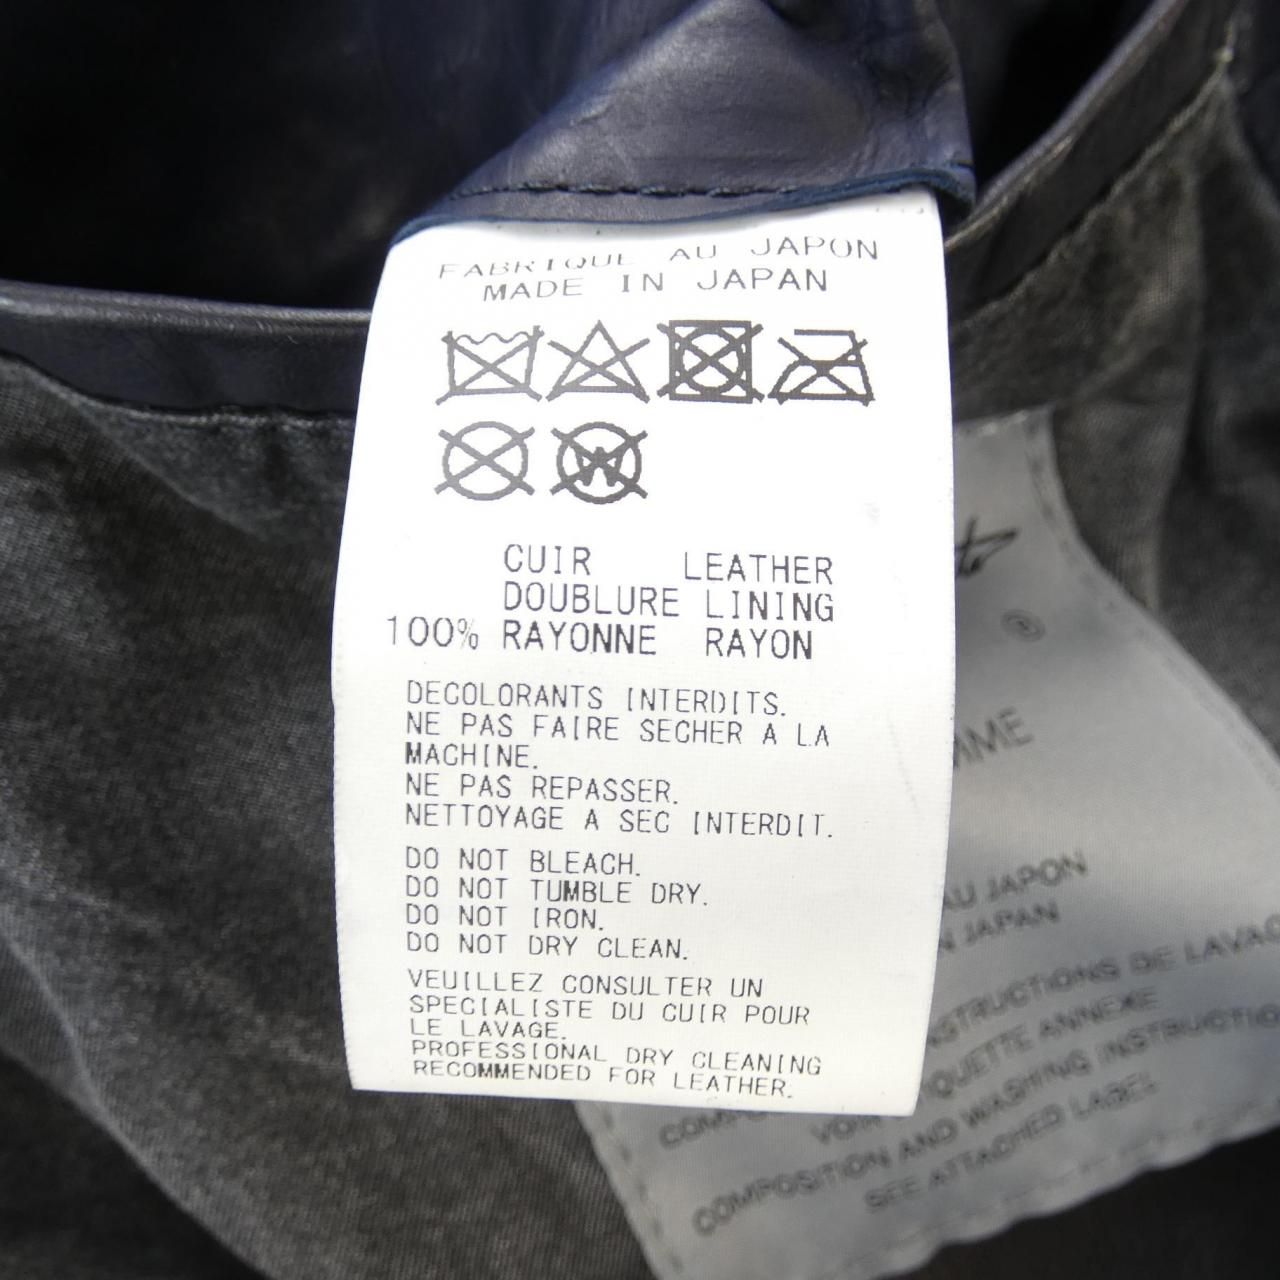 FABRIQUE AU JAPON
MADE IN JAPAN
W
CUIR LEATHER
DOUBLURE LINING
100% RAYONNE RAYON
DECOLORANTS INTERDITS.
NE PAS FAIRE SECHER A LA
MACHINE.
NE PAS REPASSER.
NETTOYAGE A SEC INTERDIT.
DO NOT BLEACH.
DO NOT TUMBLE DRY.
DO NOT IRON.
DO NOT DRY CLEAN.
VEUILLEZ CONSULTER UN
SPECIALISTE DU CUIR POUR
LE LAVAGE.
PROFESSIONAL DRY CLEANING
RECOMMENDED FOR LEATHER.
AU JAPON
JAPAN
DE
ETIQUETTE ANNEXE
COMPOSITION AND WASHING INSTRUCTIO
SEE ATTACHED LABEL